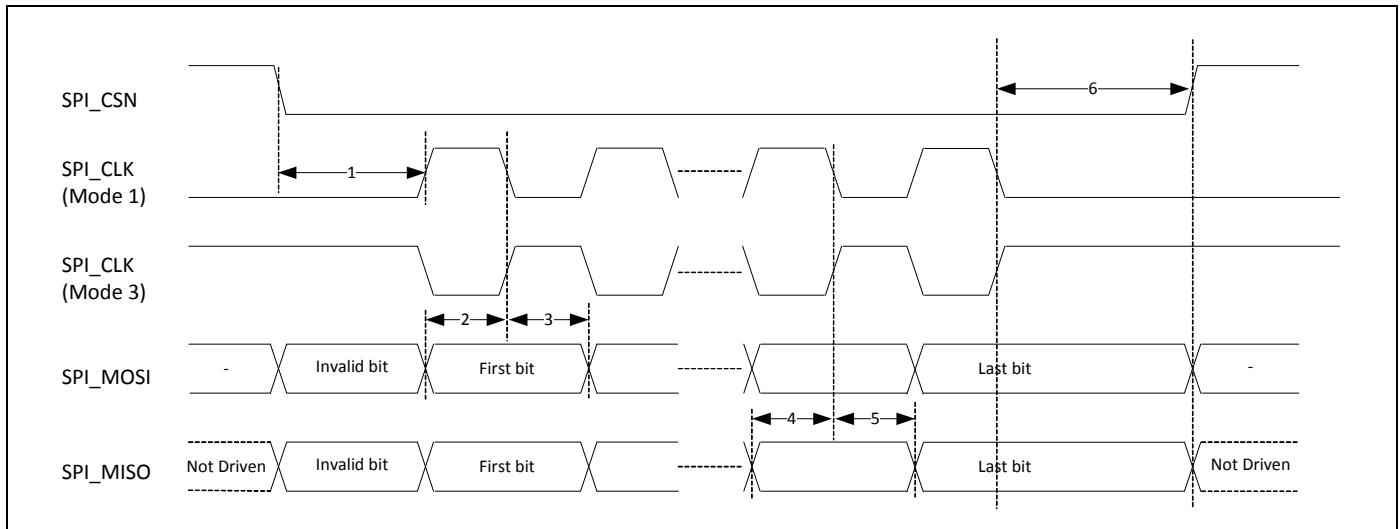 6
SPI_CSN
SPI_CLK
(Mode 1)
1
SPI_CLK
(Mode 3)
2 3
SPI_MOSI - Invalid bit First bit Last bit -
4 5
SPI_MISO Not Driven Invalid bit First bit Last bit Not Driven